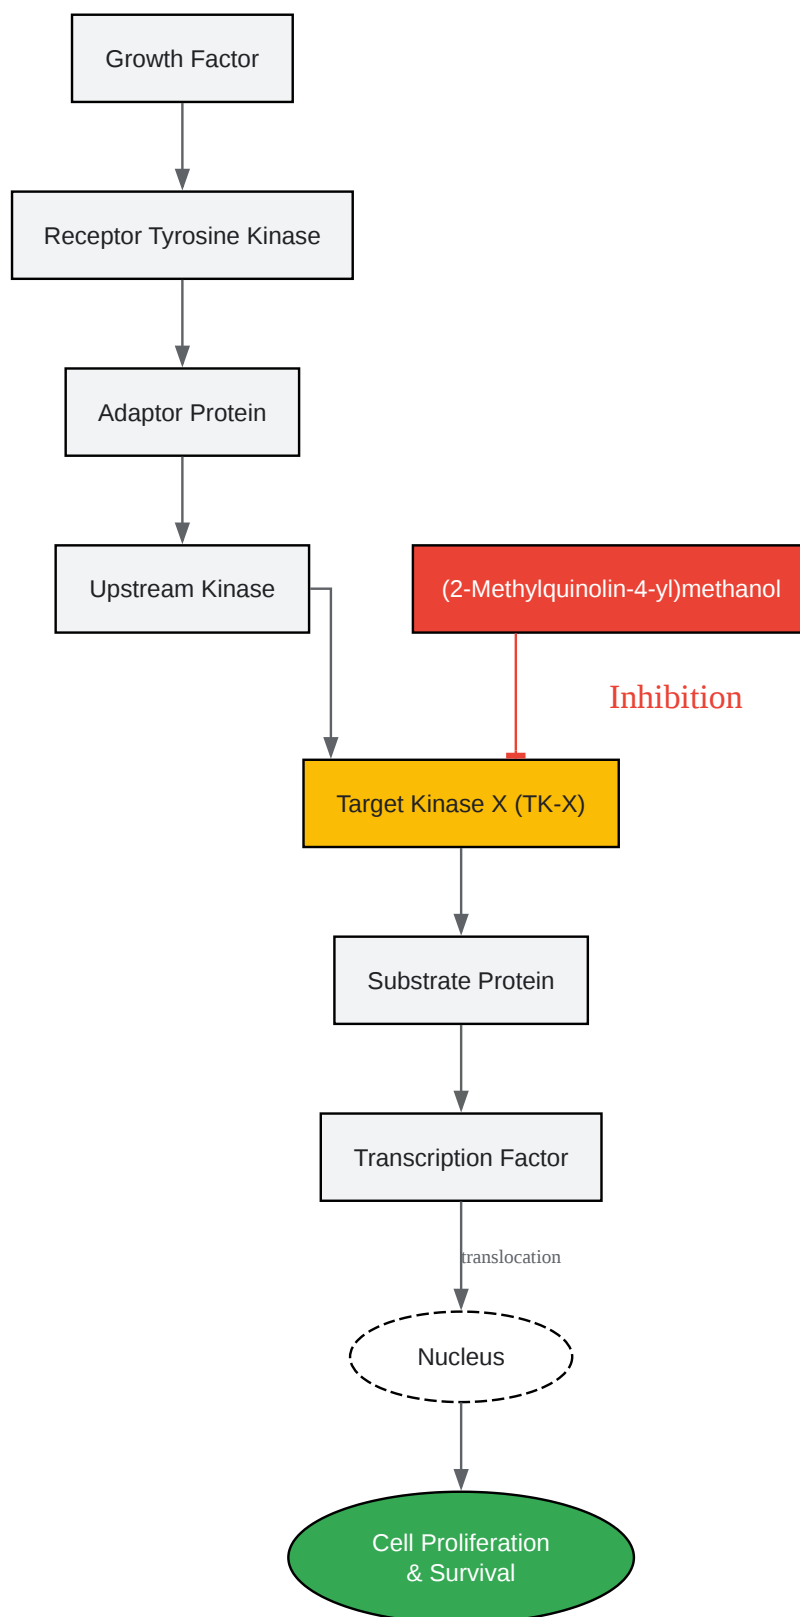 Growth Factor
Receptor Tyrosine Kinase
Adaptor Protein
Upstream Kinase
(2-Methylquinolin-4-yl)methanol
Inhibition
Target Kinase X (TK-X)
Substrate Protein
Transcription Factor
translocation
Nucleus
Cell Proliferation
& Survival